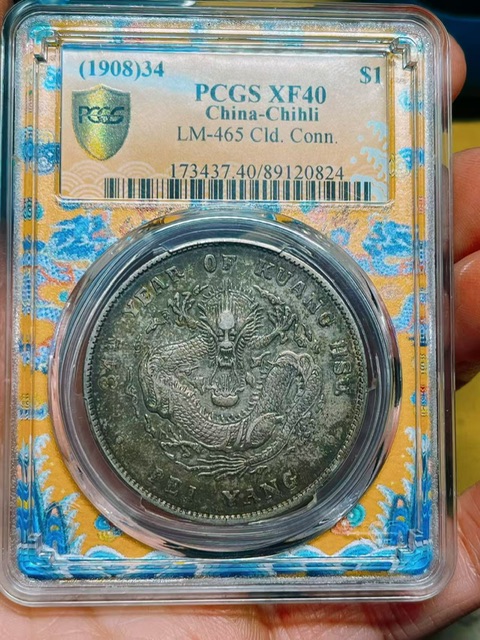 (1908)34 $1
PCGS XF40
China-Chihli
PCGS
LM-465 Cld. Conn.
173437.40/89120824
34th YEAR OF KUANG HSU
PEI YANG